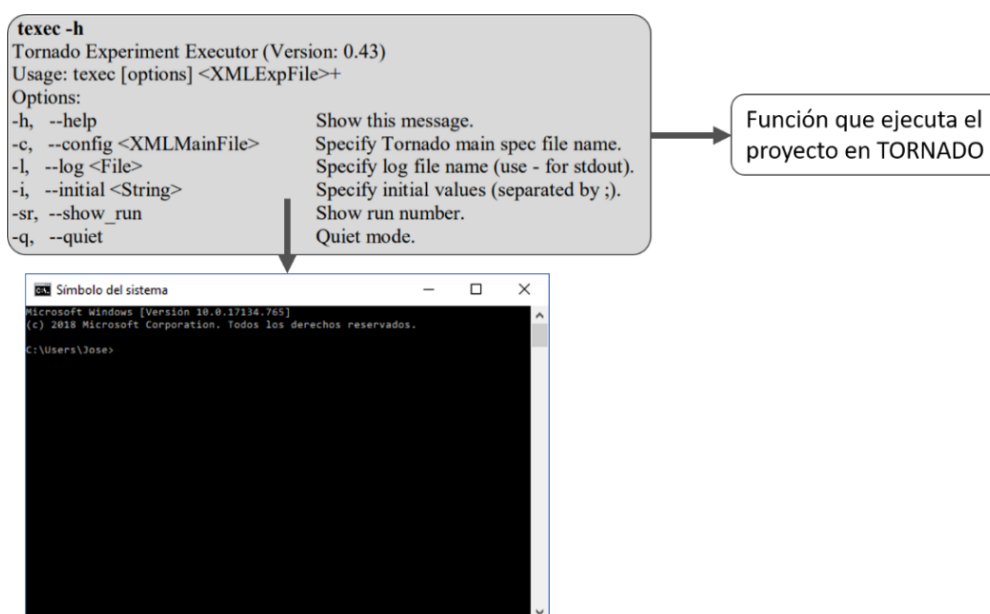 texec -h
Tornado Experiment Executor (Version: 0.43)
Usage: texec [options] <XMLExpFile>+
Options:
-h, --help Show this message.
-c, --config <XMLMainFile> Specify Tornado main spec file name.
-l, --log <File> Specify log file name (use - for stdout).
-i, --initial <String> Specify initial values (separated by ;).
-sr, --show_run Show run number.
-q, --quiet Quiet mode.
Función que ejecuta el
proyecto en TORNADO
Símbolo del sistema
Microsoft Windows [Versión 10.0.17134.765]
(c) 2018 Microsoft Corporation. Todos los derechos reservados.
C:\Users\Jose>